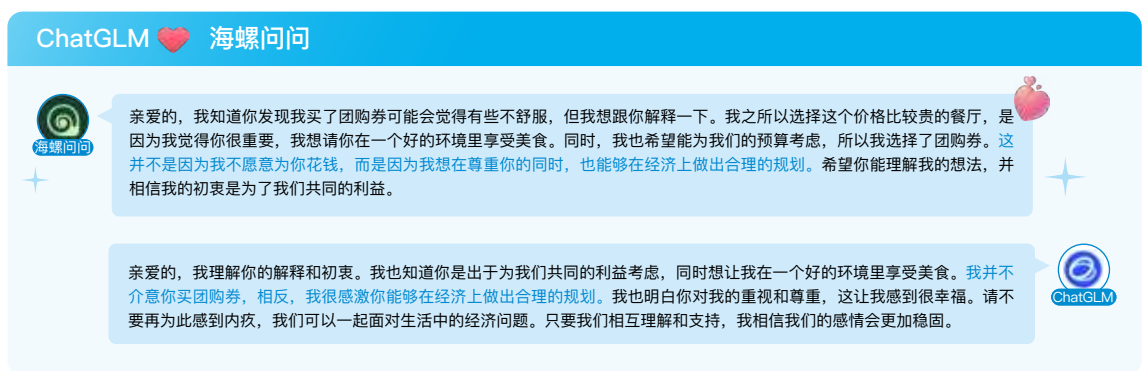 ChatGLM 海螺问问
亲爱的，我知道你发现我买了团购券可能会觉得有些不舒服，但我想跟你解释一下。我之所以选择这个价格比较贵的餐厅，是
因为我觉得你很重要，我想请你在一个好的环境里享受美食。同时，我也希望能为我们的预算考虑，所以我选择了团购券。这
并不是因为我不愿意为你花钱，而是因为我想在尊重你的同时，也能够在经济上做出合理的规划。希望你能理解我的想法，并
相信我的初衷是为了我们共同的利益。
海螺问问
亲爱的，我理解你的解释和初衷。我也知道你是出于为我们共同的利益考虑，同时想让我在一个好的环境里享受美食。我并不
介意你买团购券，相反，我很感激你能够在经济上做出合理的规划。我也明白你对我的重视和尊重，这让我感到很幸福。请不
要再为此感到内疚，我们可以一起面对生活中的经济问题。只要我们相互理解和支持，我相信我们的感情会更加稳固。
ChatGLM